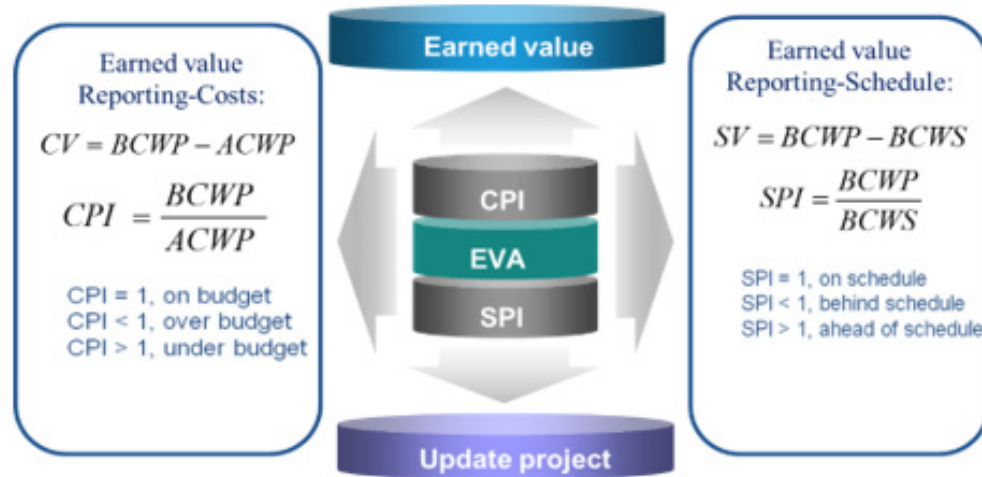 Earned value
Reporting-Costs:
CV = BCWP – ACWP
CPI = BCWP / ACWP
CPI = 1, on budget
CPI < 1, over budget
CPI > 1, under budget
Earned value
CPI
EVA
SPI
Update project
Earned value
Reporting-Schedule:
SV = BCWP – BCWS
SPI = BCWP / BCWS
SPI = 1, on schedule
SPI < 1, behind schedule
SPI > 1, ahead of schedule